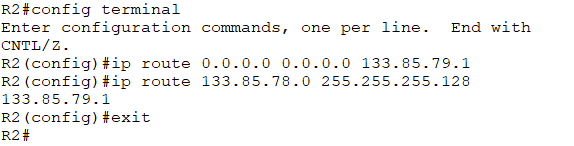 R2#config terminal
Enter configuration commands, one per line.  End with
CNTL/Z.
R2(config)#ip route 0.0.0.0 0.0.0.0 133.85.79.1
R2(config)#ip route 133.85.78.0 255.255.255.128
133.85.79.1
R2(config)#exit
R2#